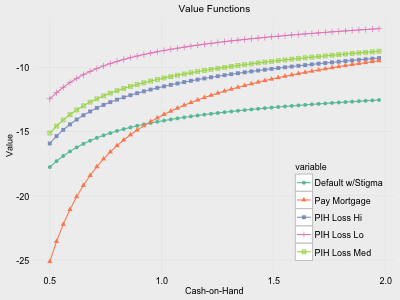 Value Functions
-10
-15
-20
-25
Value
0.5
1.0
1.5
2.0
Cash-on-Hand
variable
Default w/Stigma
Pay Mortgage
PIH Loss Hi
PIH Loss Lo
PIH Loss Med